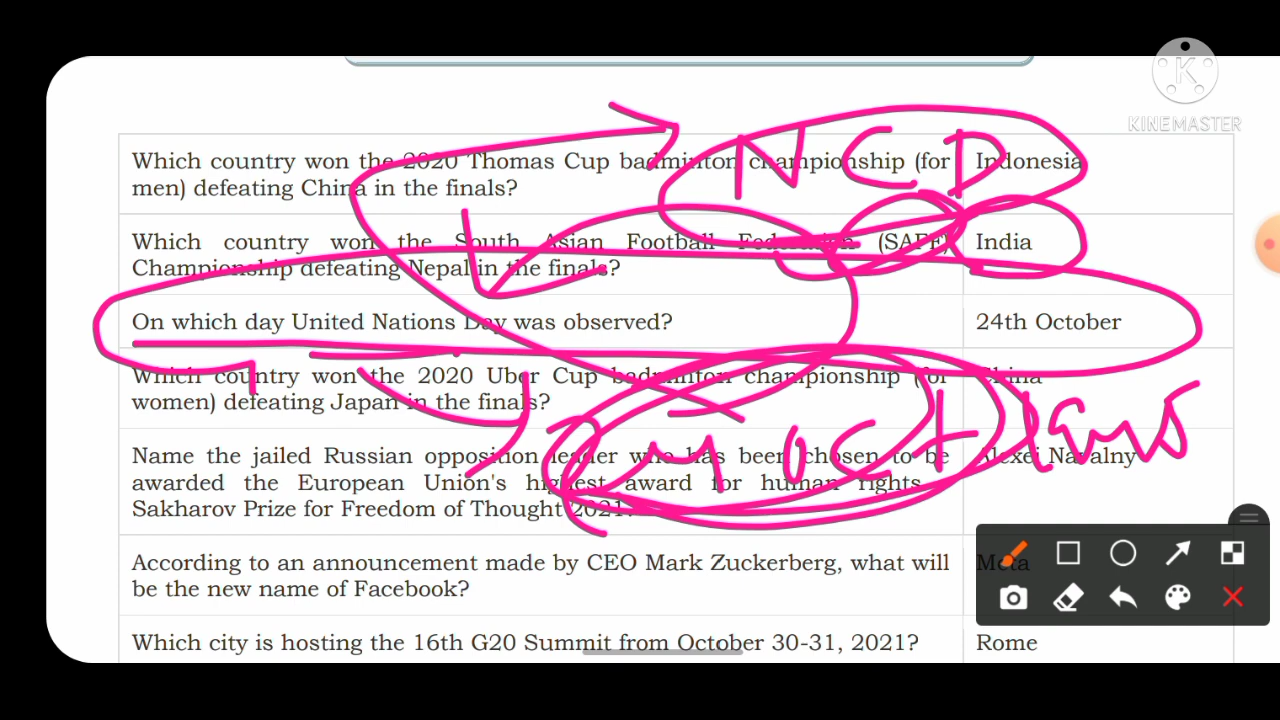 KINEMASTER
Which country won the 2020 Thomas Cup badminton championship (for Indonesia
men) defeating China in the finals?
NCD
Which country won the South Asian Football Federation (SAFF) India
Championship defeating Nepal in the finals?
On which day United Nations Day was observed? 24th October
Which country won the 2020 Uber Cup badminton championship (for China
women) defeating Japan in the finals?
Name the jailed Russian opposition leader who has been chosen to be Alexei Navalny
awarded the European Union's highest award for human rights
Sakharov Prize for Freedom of Thought 2021?
According to an announcement made by CEO Mark Zuckerberg, what will Meta
be the new name of Facebook?
Which city is hosting the 16th G20 Summit from October 30-31, 2021? Rome